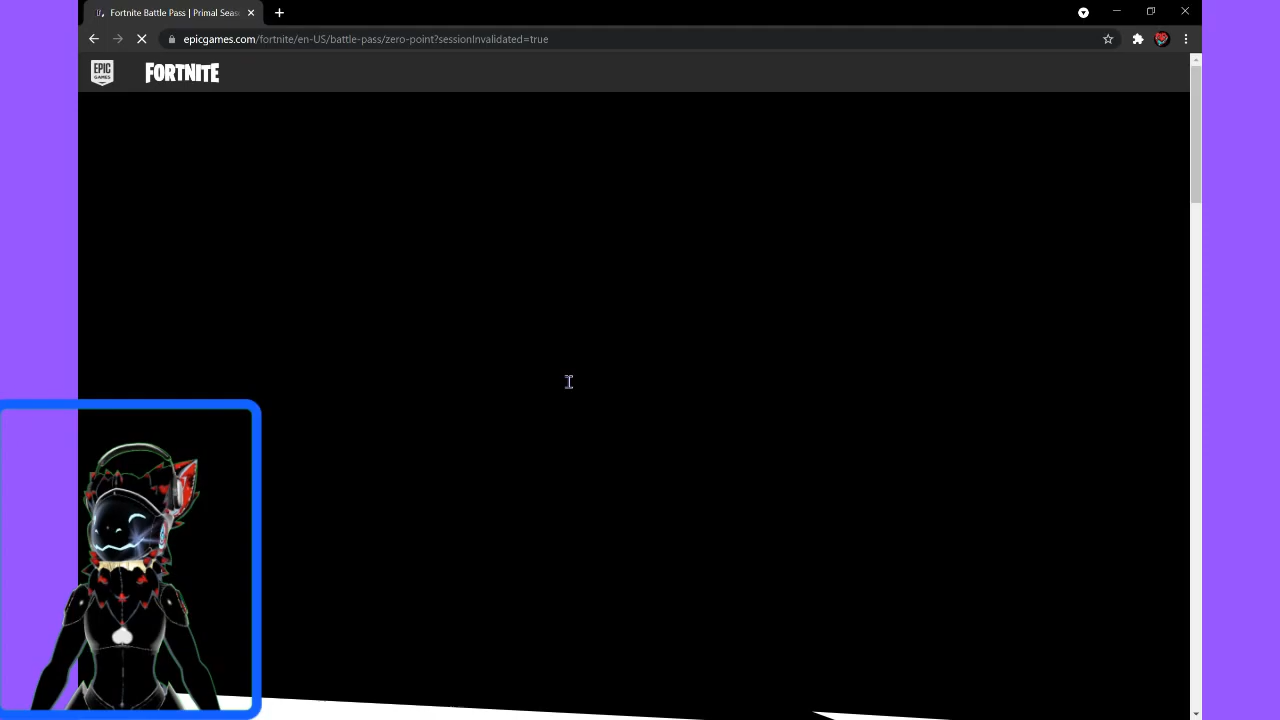 Fortnite Battle Pass | Primal Seas
epicgames.com/fortnite/en-US/battle-pass/zero-point?sessionInvalidated=true
EPIC
GAMES
FORTNITE